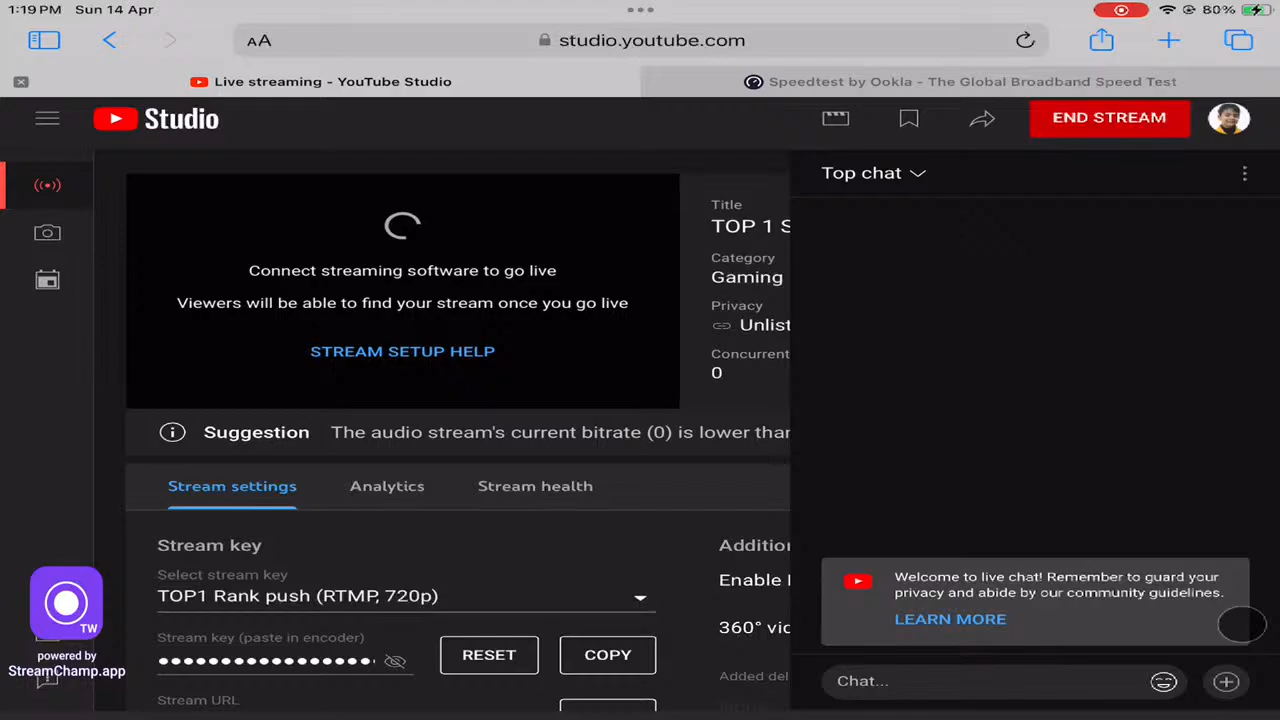 1:19 PM Sun 14 Apr
80%
AA
studio.youtube.com
Live streaming - YouTube Studio
Speedtest by Ookla - The Global Broadband Speed Test
Studio
END STREAM
Connect streaming software to go live
Viewers will be able to find your stream once you go live
STREAM SETUP HELP
Title
TOP 1 S
Category
Gaming
Privacy
Unlist
Concurrent
0
Suggestion The audio stream's current bitrate (0) is lower than
Stream settings
Analytics
Stream health
Stream key
Select stream key
TOP1 Rank push (RTMP, 720p)
Stream key (paste in encoder)
RESET
COPY
Stream URL
Addition
Enable
360° vid
Added del
Top chat
Welcome to live chat! Remember to guard your
privacy and abide by our community guidelines.
LEARN MORE
Chat...
TW
powered by
StreamChamp.app